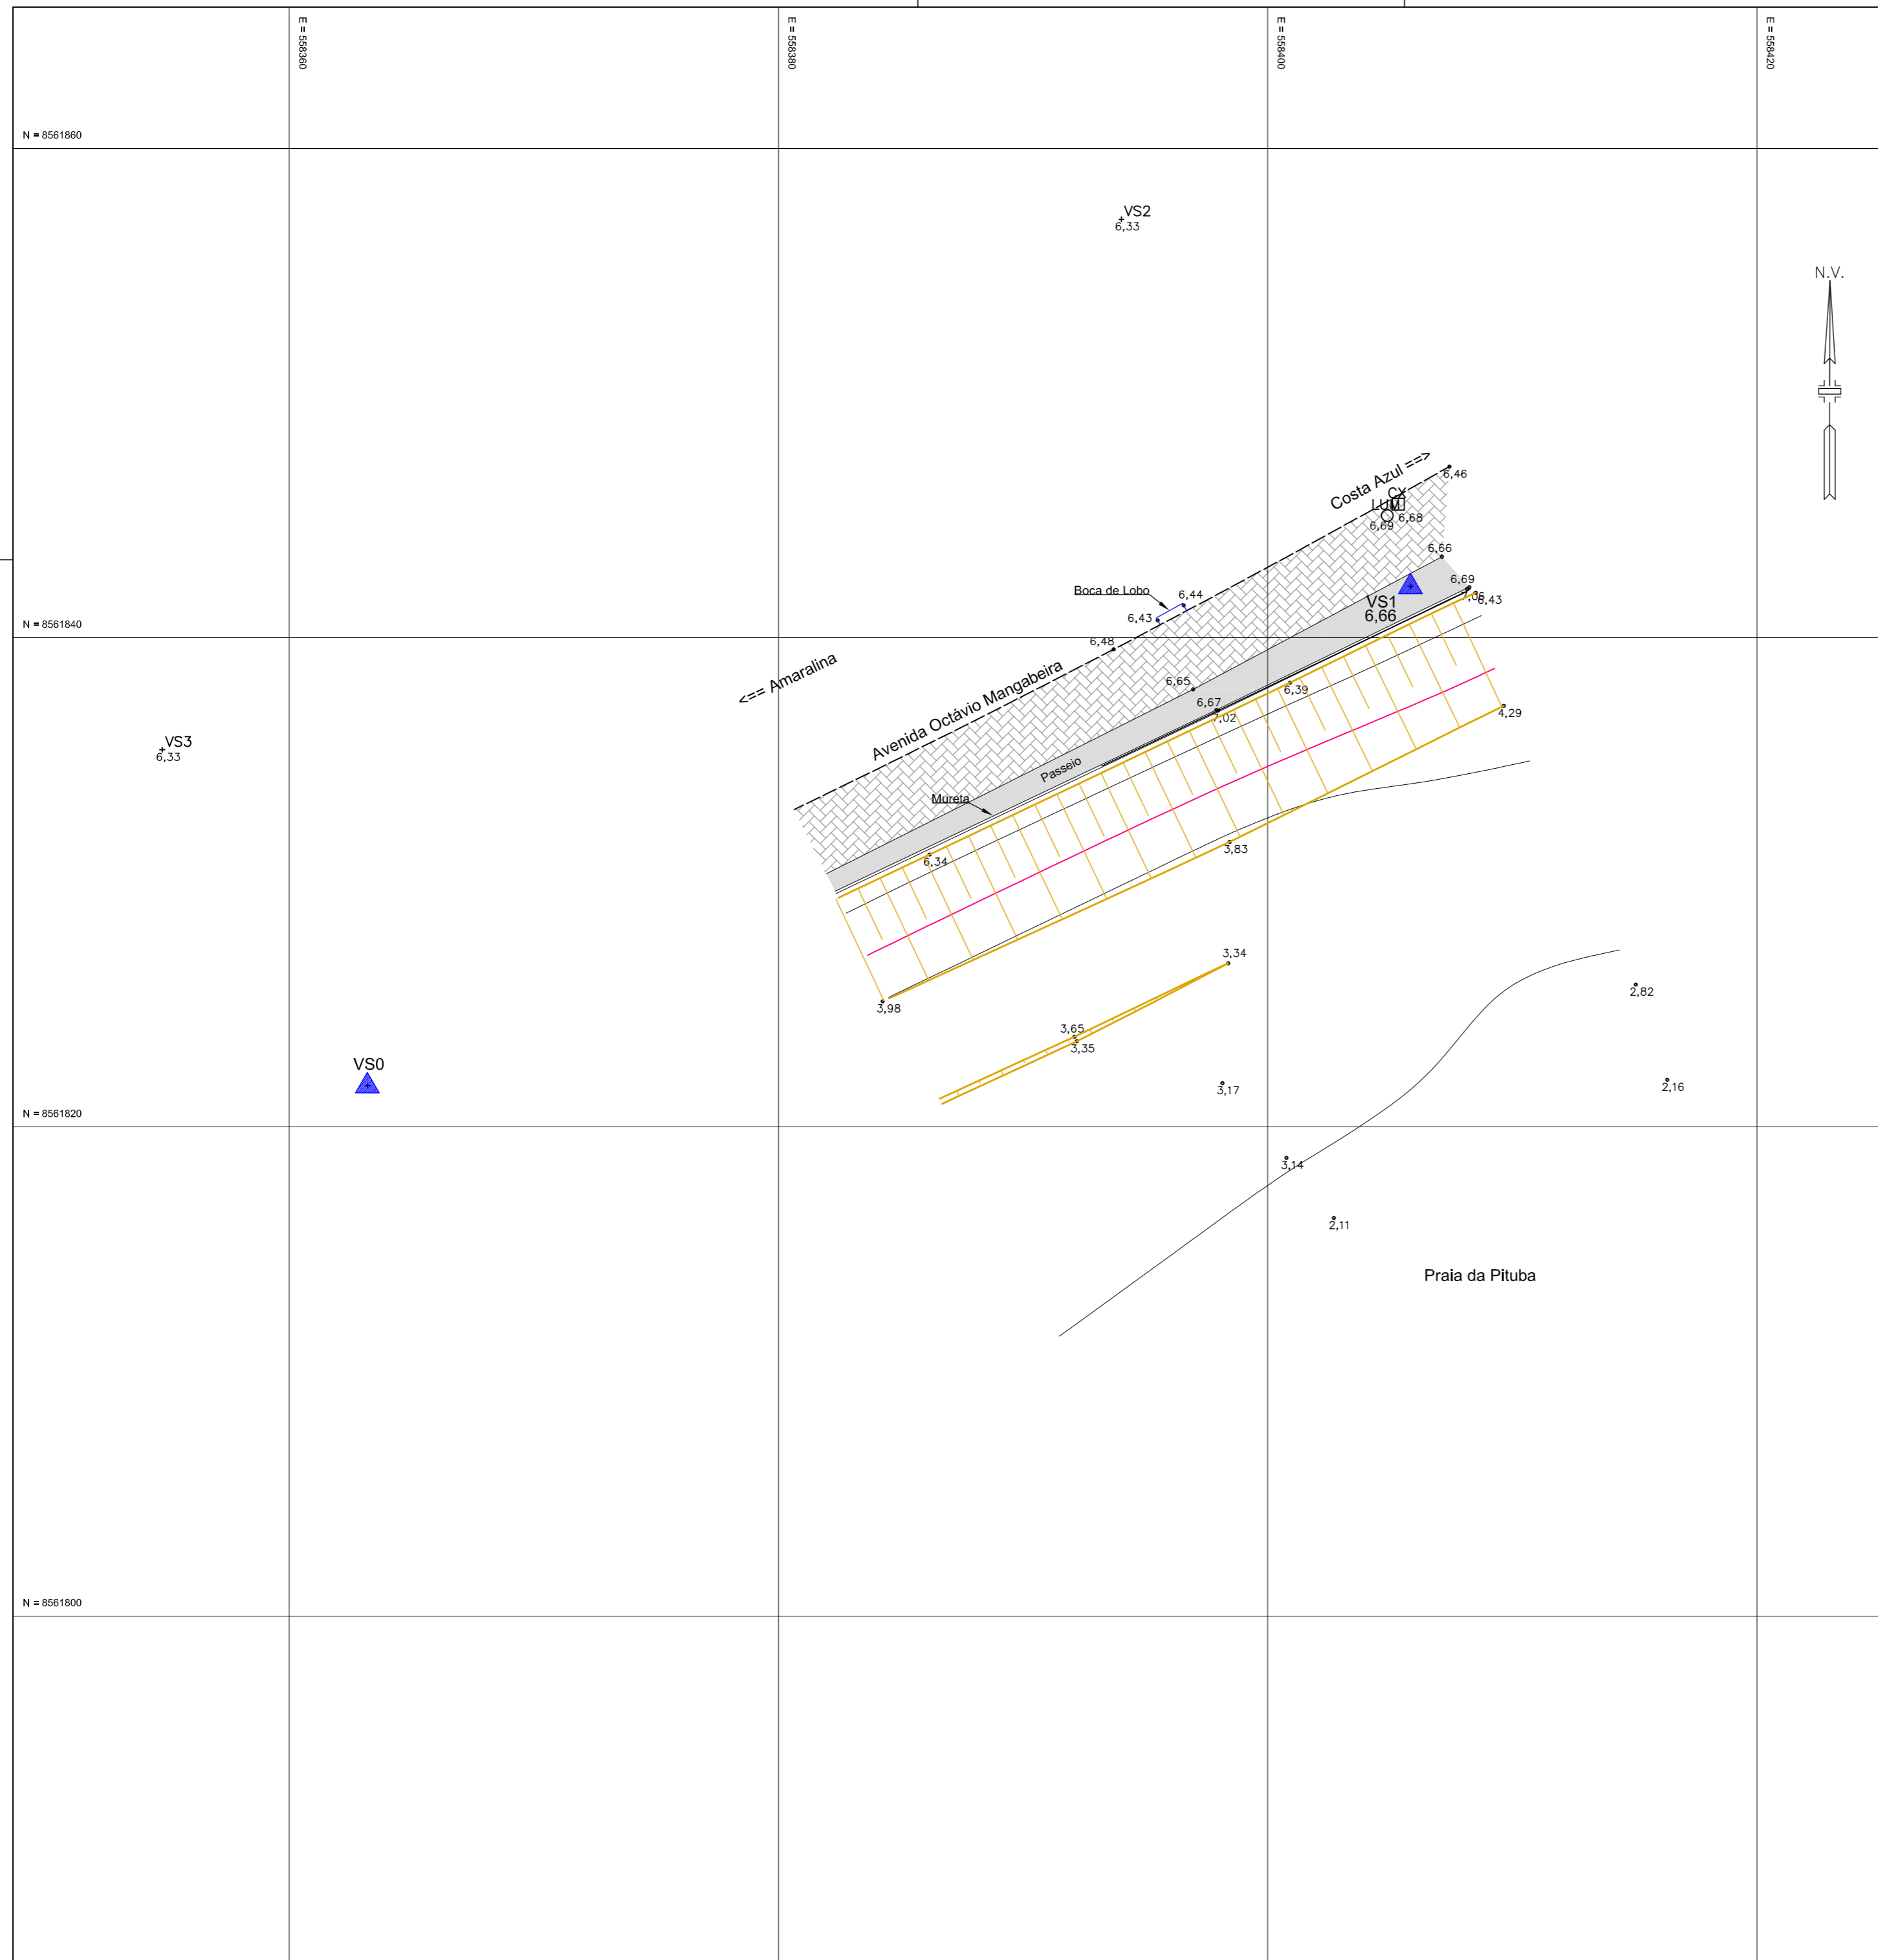 E = 558360
E = 558380
E = 558400
E = 558420
N = 8561860
VS2
6,33
N.V.
Costa Azul ==>
6,46
CX
LUM
6,68
6,69
6,66
Boca de Lobo
6,44
6,69
7,06
6,43
VS1
6,66
6,43
N = 8561840
6,48
<== Amaralina
Avenida Octávio Mangabeira
6,65
6,39
6,67
7,02
4,29
VS3
6,33
Passeio
Mureta
3,83
6,34
3,34
2,82
3,98
3,65
3,35
VS0
2,16
3,17
N = 8561820
3,14
2,11
Praia da Pituba
N = 8561800